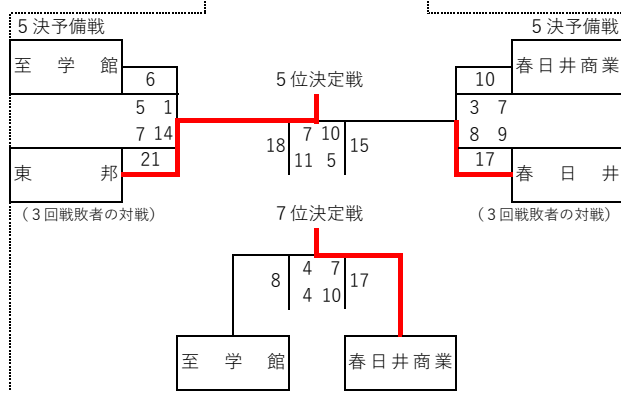 ５決予備戦 ５決予備戦
至学館 6 5位決定戦 10 春日井商業
5 1 3 7
7 14 18 7 10 15 8 9
東邦 21 11 5 17 春日井
（3回戦敗者の対戦） 7位決定戦 （3回戦敗者の対戦）
8 4 7 17
4 10
至学館 春日井商業